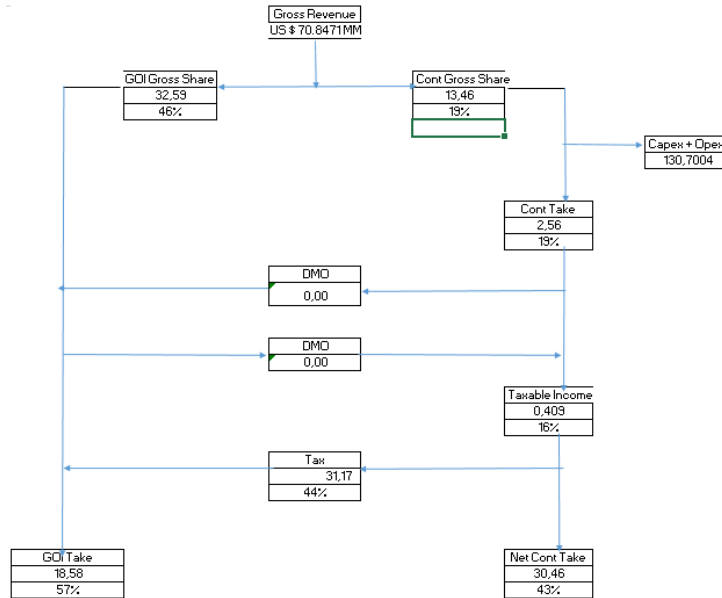 Gross Revenue
US $ 70.8471MM
GOI Gross Share
32,59
46%
Cont Gross Share
13,46
19%
Capex + Opex
130,7004
Cont Take
2,56
19%
DMO
0,00
DMO
0,00
Taxable Income
0,409
16%
Tax
31,17
44%
GOI Take
18,58
57%
Net Cont Take
30,46
43%